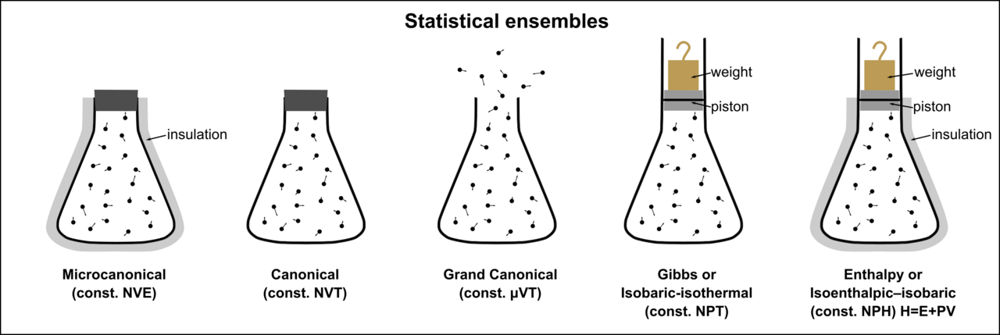 Statistical ensembles
insulation
weight
piston
weight
piston
insulation
Microcanonical
(const. NVE)
Canonical
(const. NVT)
Grand Canonical
(const. μVT)
Gibbs or
Isobaric-isothermal
(const. NPT)
Enthalpy or
Isoenthalpic–isobaric
(const. NPH) H=E+PV